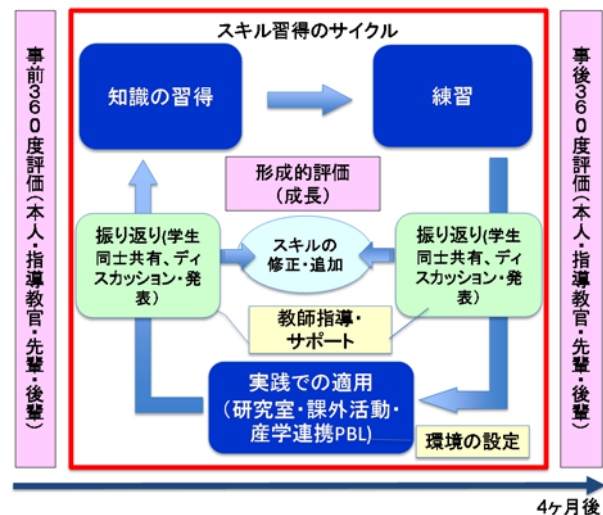 スキル習得のサイクル
事前360度評価(本人・指導教官・先輩・後輩)
知識の習得
練習
形成的評価
(成長)
振り返り(学生
同士共有、ディ
スカッション・発
表)
スキルの
修正・追加
振り返り(学生
同士共有、ディ
スカッション・発
表)
教師指導・
サポート
実践での適用
(研究室・課外活動・
産学連携PBL)
環境の設定
事後360度評価(本人・指導教官・先輩・後輩)
4ヶ月後